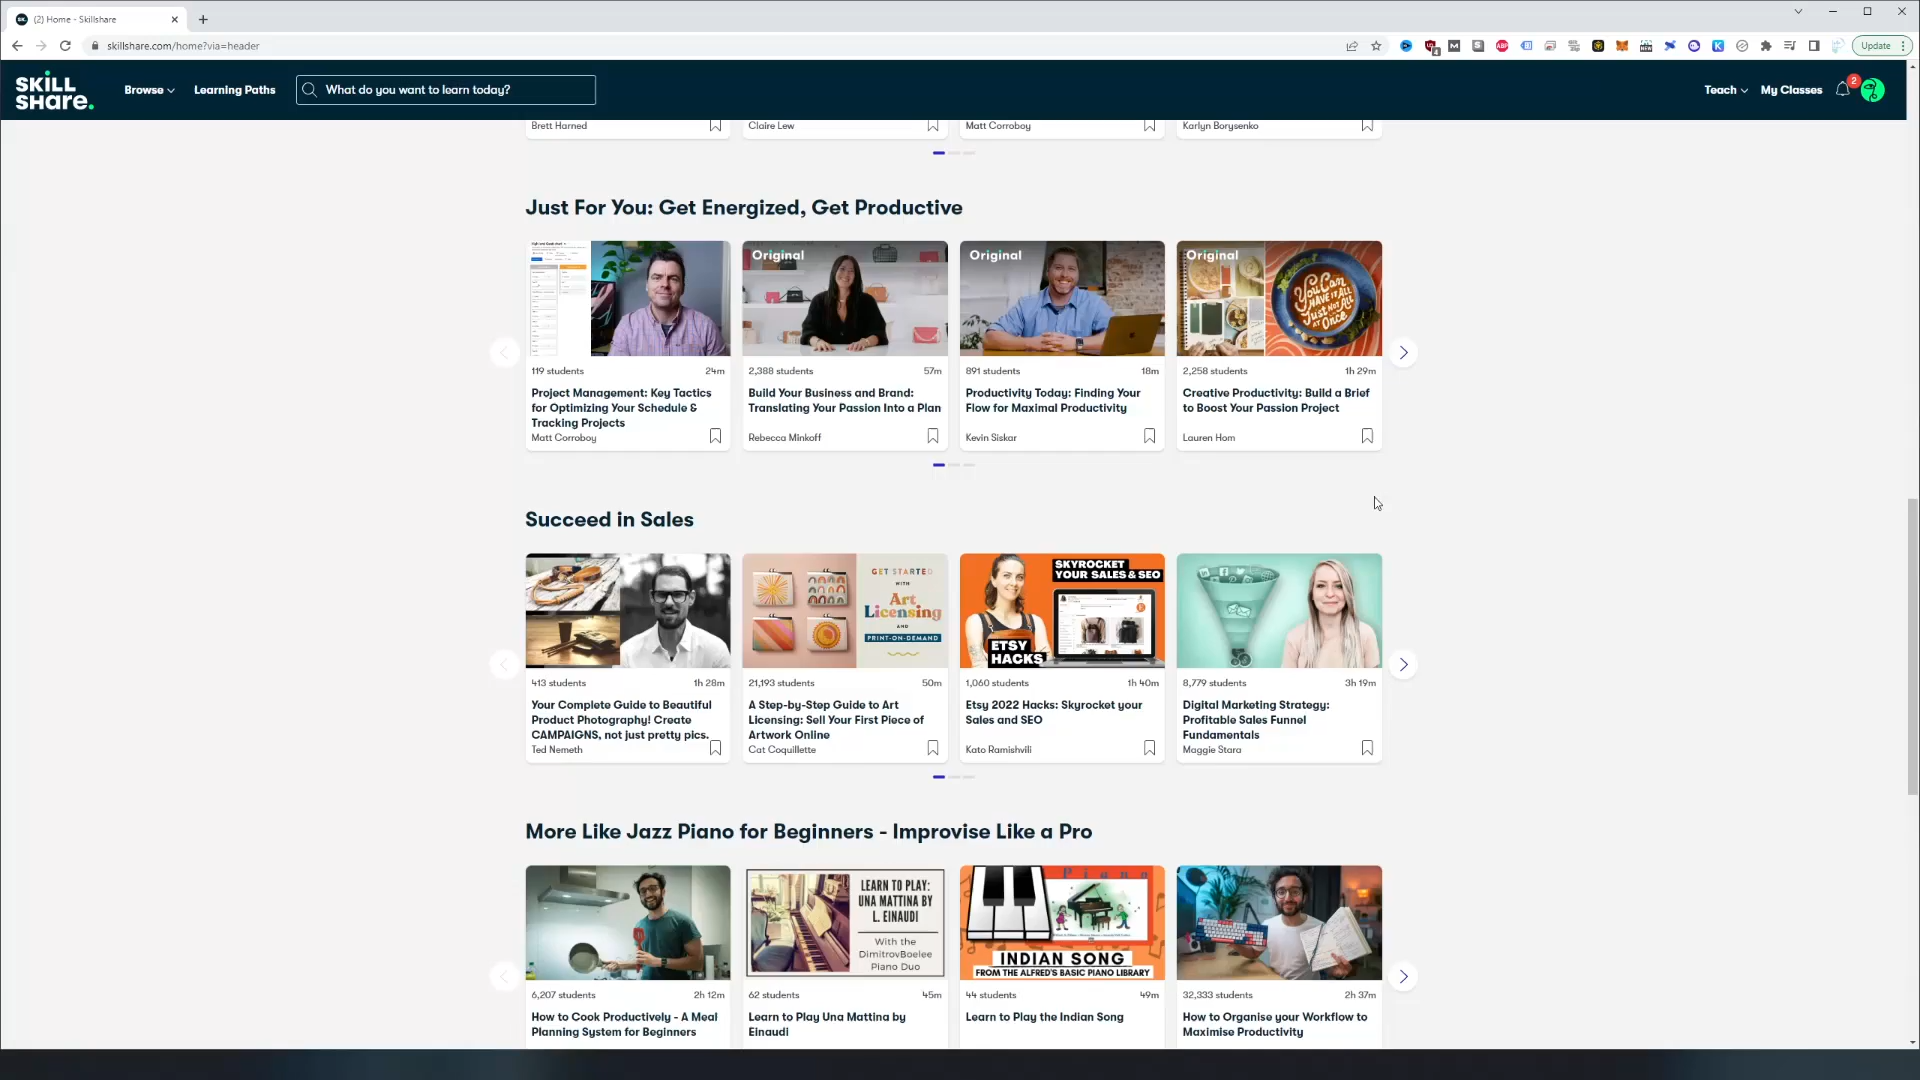 (2) Home - Skillshare
skillshare.com/home?via=header
Update
SKILL
SHare.
Browse
Learning Paths
What do you want to learn today?
Teach
My Classes
2
Brett Harned
Claire Lew
Matt Corroboy
Karlyn Borysenko
Just For You: Get Energized, Get Productive
Original
Original
Original
You Can
Have it all
Just not all
at Once
119 students
24m
2,388 students
57m
891 students
18m
2,258 students
1h 29m
Project Management: Key Tactics
for Optimizing Your Schedule &
Tracking Projects
Matt Corroboy
Build Your Business and Brand:
Translating Your Passion Into a Plan
Rebecca Minkoff
Productivity Today: Finding Your
Flow for Maximal Productivity
Kevin Siskar
Creative Productivity: Build a Brief
to Boost Your Passion Project
Lauren Hom
Succeed in Sales
GET STARTED
WITH
Art
Licensing
AND
PRINT-ON-DEMAND
SKYROCKET
YOUR SALES & SEO
ETSY
HACKS
413 students
1h 28m
21,193 students
50m
1,060 students
1h 40m
8,779 students
3h 19m
Your Complete Guide to Beautiful
Product Photography! Create
CAMPAIGNS, not just pretty pics.
Ted Nemeth
A Step-by-Step Guide to Art
Licensing: Sell Your First Piece of
Artwork Online
Cat Coquillette
Etsy 2022 Hacks: Skyrocket your
Sales and SEO
Kato Ramishvili
Digital Marketing Strategy:
Profitable Sales Funnel
Fundamentals
Maggie Stara
More Like Jazz Piano for Beginners - Improvise Like a Pro
LEARN TO PLAY:
UNA MATTINA BY
L. EINAUDI
With the
DimitrovBoelee
Piano Duo
Piano
INDIAN SONG
FROM THE ALFRED'S BASIC PIANO LIBRARY
6,207 students
2h 12m
62 students
45m
44 students
49m
32,333 students
2h 37m
How to Cook Productively - A Meal
Planning System for Beginners
Learn to Play Una Mattina by
Einaudi
Learn to Play the Indian Song
How to Organise your Workflow to
Maximise Productivity